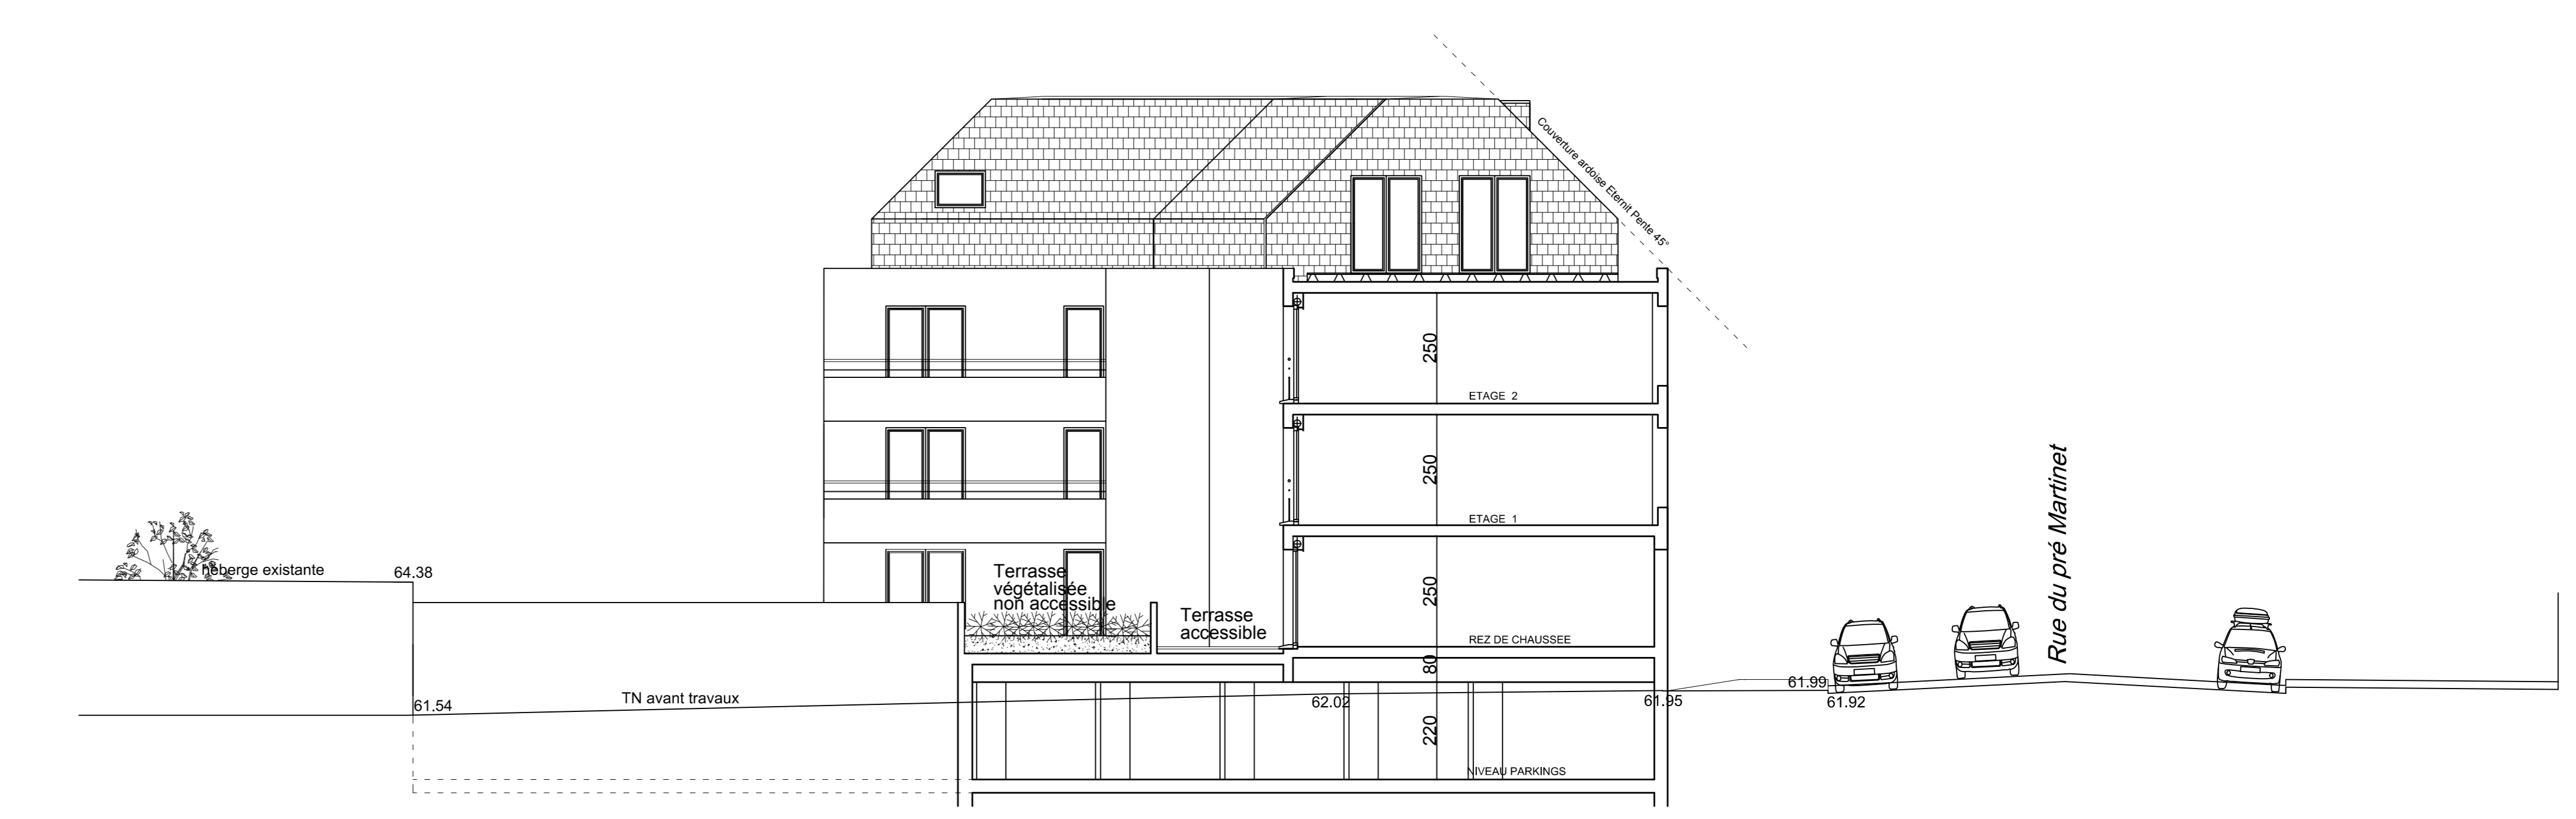 Couverture ardoise Eternit Pente 45°
250
ETAGE 2
250
ETAGE 1
Rue du pré Martinet
héberge existante
64.38
Terrasse
végétalisée
non accessible
Terrasse
accessible
250
REZ DE CHAUSSEE
80
61.54
TN avant travaux
62.02
61.95
61.99
61.92
220
NIVEAU PARKINGS